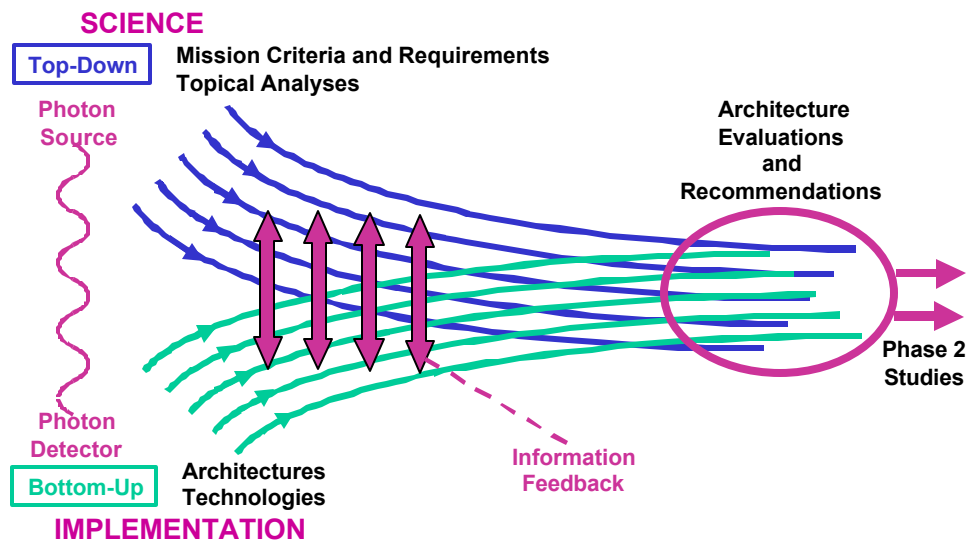 SCIENCE
Top-Down
Mission Criteria and Requirements
Topical Analyses
Photon
Source
Architecture
Evaluations
and
Recommendations
Phase 2
Studies
Photon
Detector
Bottom-Up
Architectures
Technologies
Information
Feedback
IMPLEMENTATION